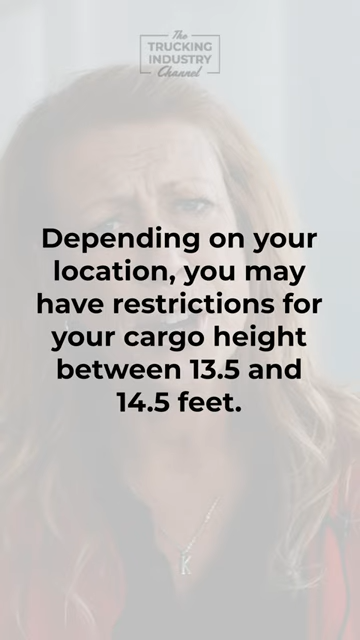 The
TRUCKING
INDUSTRY
Channel
Depending on your
location, you may
have restrictions for
your cargo height
between 13.5 and
14.5 feet.
K